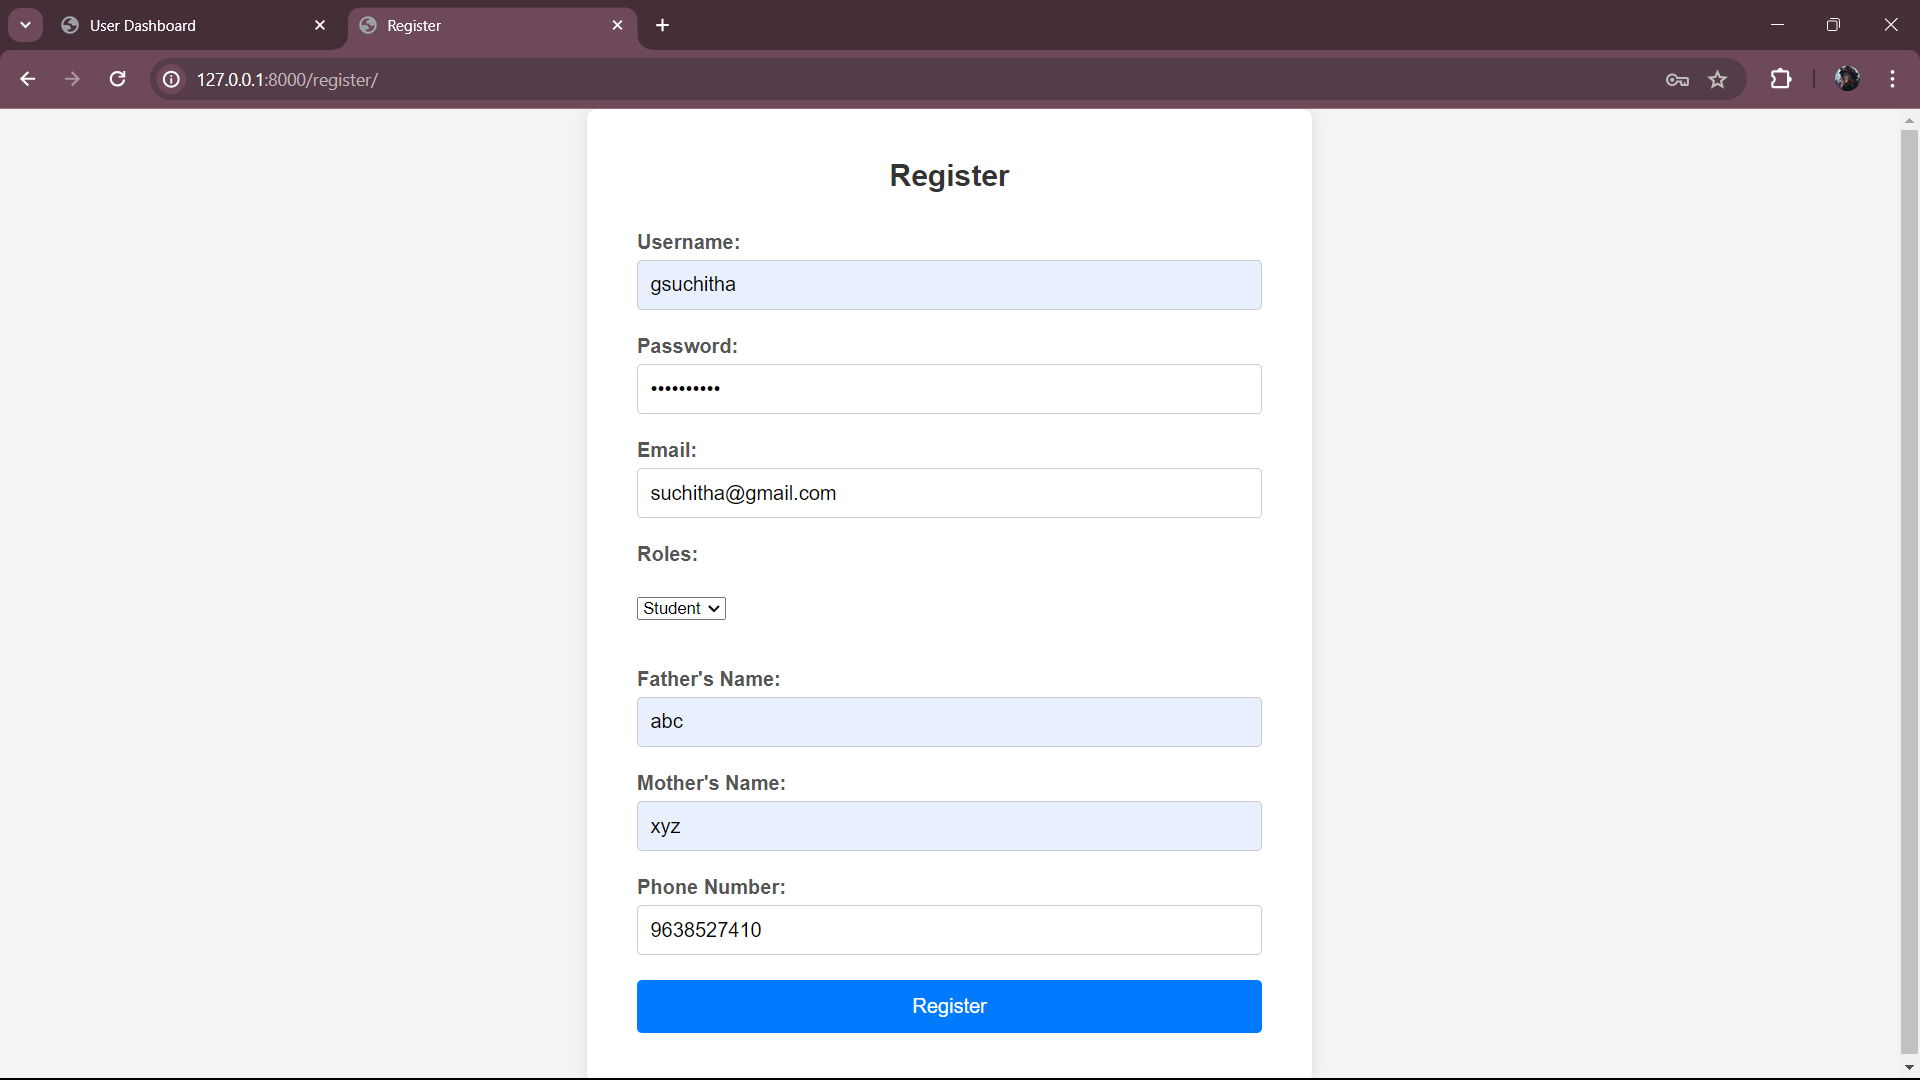 User Dashboard
Register
127.0.0.1:8000/register/
Register
Username:
gsuchitha
Password:
••••••••••
Email:
suchitha@gmail.com
Roles:
Student
Father's Name:
abc
Mother's Name:
xyz
Phone Number:
9638527410
Register